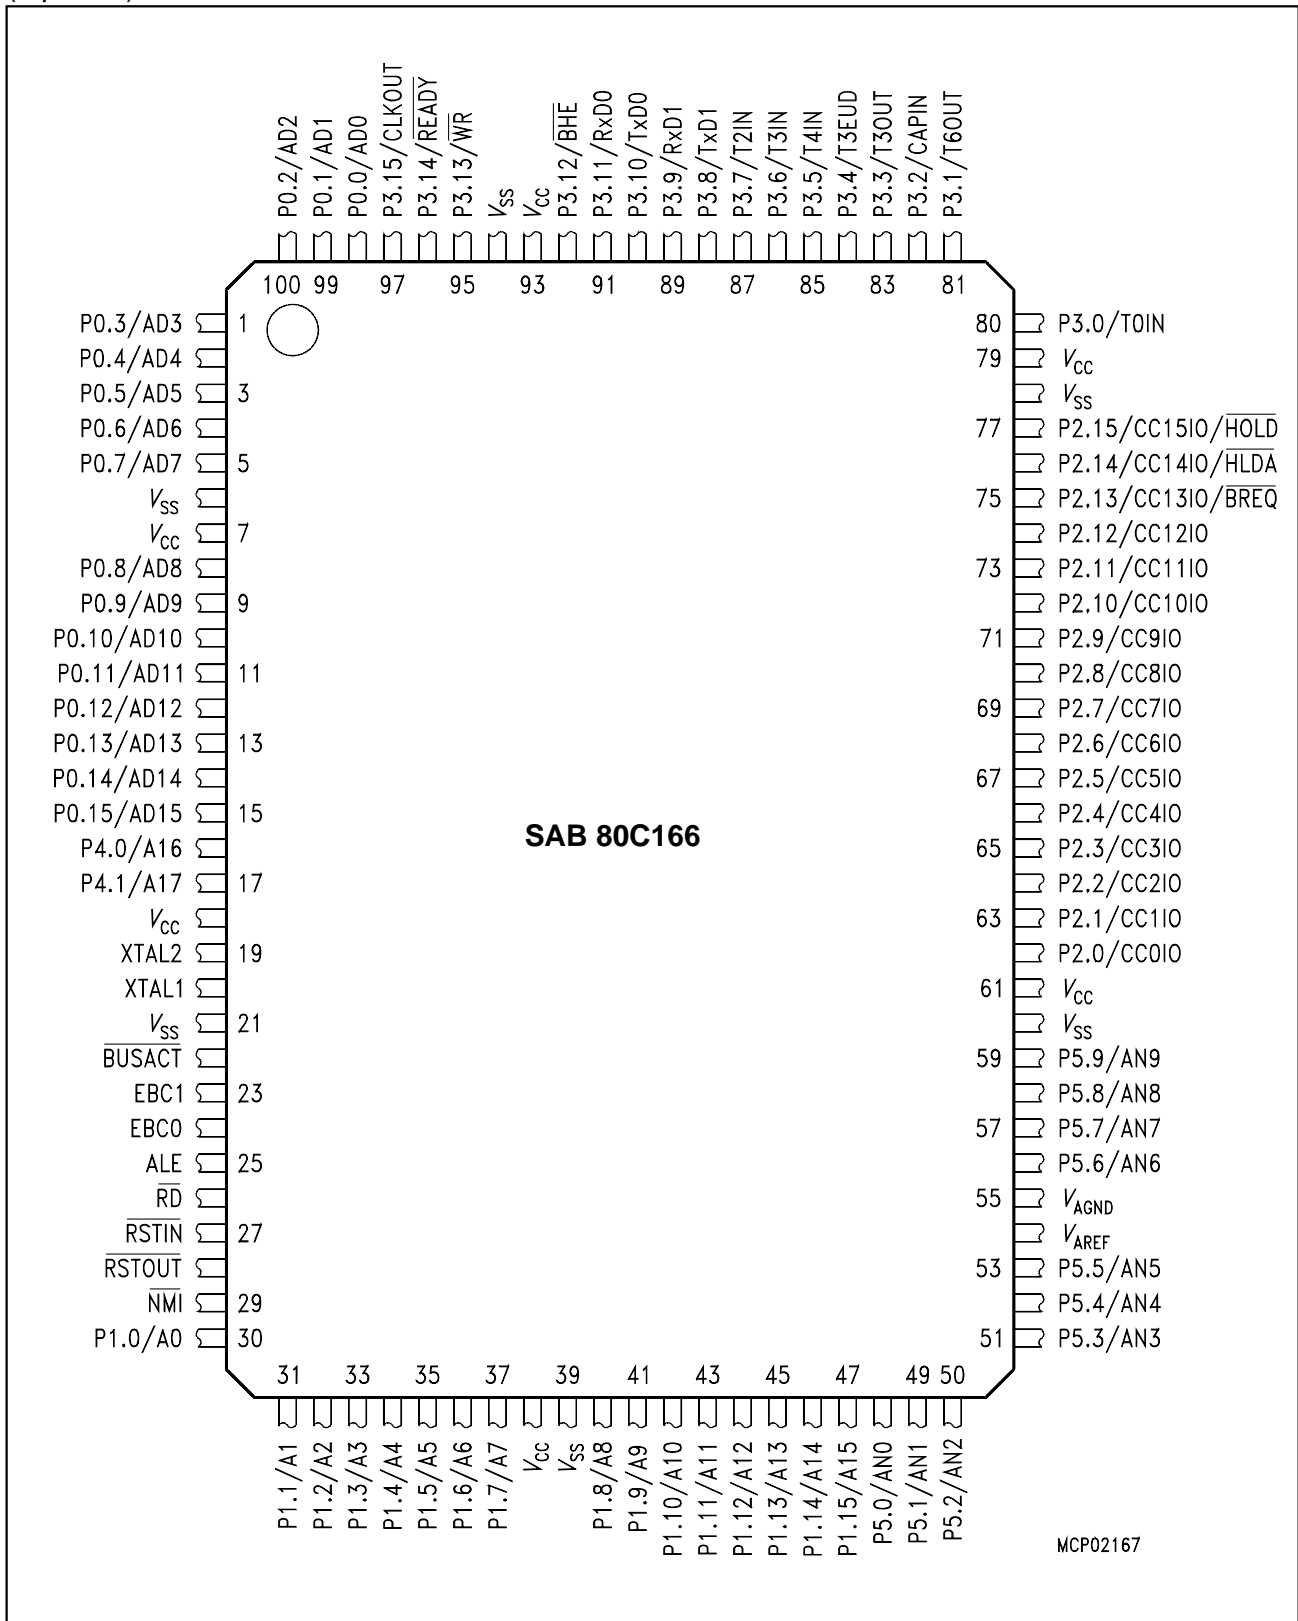 P0.2/AD2
P0.1/AD1
P0.0/AD0
P3.15/CLKOUT
P3.14/READY
P3.13/WR
VSS
VCC
P3.12/BHE
P3.11/RxD0
P3.10/TxD0
P3.9/RxD1
P3.8/TxD1
P3.7/T2IN
P3.6/T3IN
P3.5/T4IN
P3.4/T3EUD
P3.3/T3OUT
P3.2/CAPIN
P3.1/T6OUT
100 99 97 95 93 91 89 87 85 83 81
P0.3/AD3 1
P0.4/AD4
P0.5/AD5 3
P0.6/AD6
P0.7/AD7 5
VSS
VCC 7
P0.8/AD8
P0.9/AD9 9
P0.10/AD10
P0.11/AD11 11
P0.12/AD12
P0.13/AD13 13
P0.14/AD14
P0.15/AD15 15
P4.0/A16
P4.1/A17 17
VCC
XTAL2 19
XTAL1
VSS 21
BUSACT
EBC1 23
EBC0
ALE 25
RD
RSTIN 27
RSTOUT
NMI 29
P1.0/A0 30
SAB 80C166
80 P3.0/T0IN
79 VCC
VSS
77 P2.15/CC15IO/HOLD
P2.14/CC14IO/HLDA
75 P2.13/CC13IO/BREQ
P2.12/CC12IO
73 P2.11/CC11IO
P2.10/CC10IO
71 P2.9/CC9IO
P2.8/CC8IO
69 P2.7/CC7IO
P2.6/CC6IO
67 P2.5/CC5IO
P2.4/CC4IO
65 P2.3/CC3IO
P2.2/CC2IO
63 P2.1/CC1IO
P2.0/CC0IO
61 VCC
VSS
59 P5.9/AN9
P5.8/AN8
57 P5.7/AN7
P5.6/AN6
55 VAGND
VAREF
53 P5.5/AN5
P5.4/AN4
51 P5.3/AN3
31 33 35 37 39 41 43 45 47 49 50
P1.1/A1
P1.2/A2
P1.3/A3
P1.4/A4
P1.5/A5
P1.6/A6
P1.7/A7
VCC
VSS
P1.8/A8
P1.9/A9
P1.10/A10
P1.11/A11
P1.12/A12
P1.13/A13
P1.14/A14
P1.15/A15
P5.0/AN0
P5.1/AN1
P5.2/AN2
MCP02167